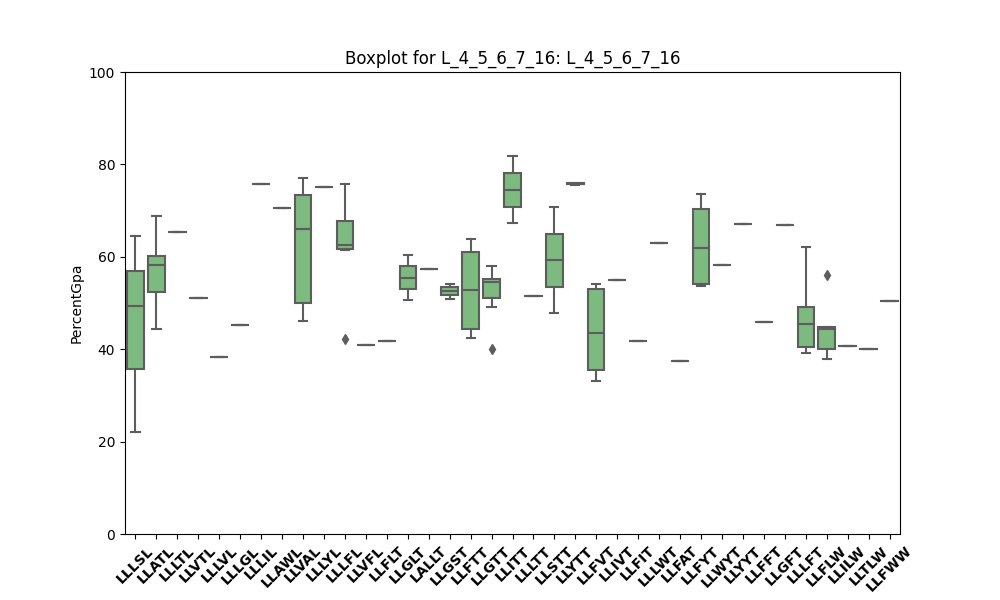 Boxplot for L_4_5_6_7_16: L_4_5_6_7_16
PercentGpa
100
80
60
40
20
0
LLLSL
LLATL
LLLTL
LLVTL
LLLVL
LLLGL
LLLIL
LLAWL
LLVAL
LLLYL
LLLFL
LLVFL
LLFLT
LLGLT
LALLT
LLGST
LLFTT
LLGTT
LLITT
LLLTT
LLSTT
LLYTT
LLFVT
LLIVT
LLFIT
LLLWT
LLFAT
LLFYT
LLWYT
LLYYT
LLFFT
LLGFT
LLLFT
LLFLW
LLILW
LLTLW
LLFWW